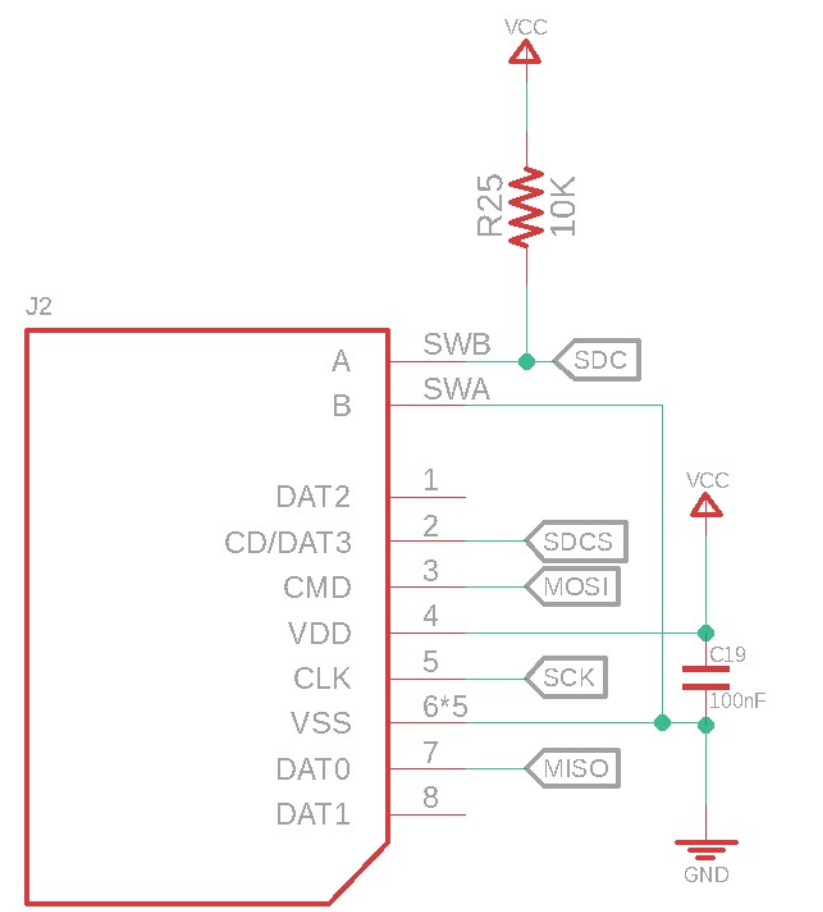 VCC
R25
10K
J2
A SWB SDC
B SWA
VCC
DAT2 1
CD/DAT3 2 SDCS
CMD 3 MOSI
VDD 4
C19
CLK 5 SCK
100nF
VSS 6*5
DAT0 7 MISO
DAT1 8
GND